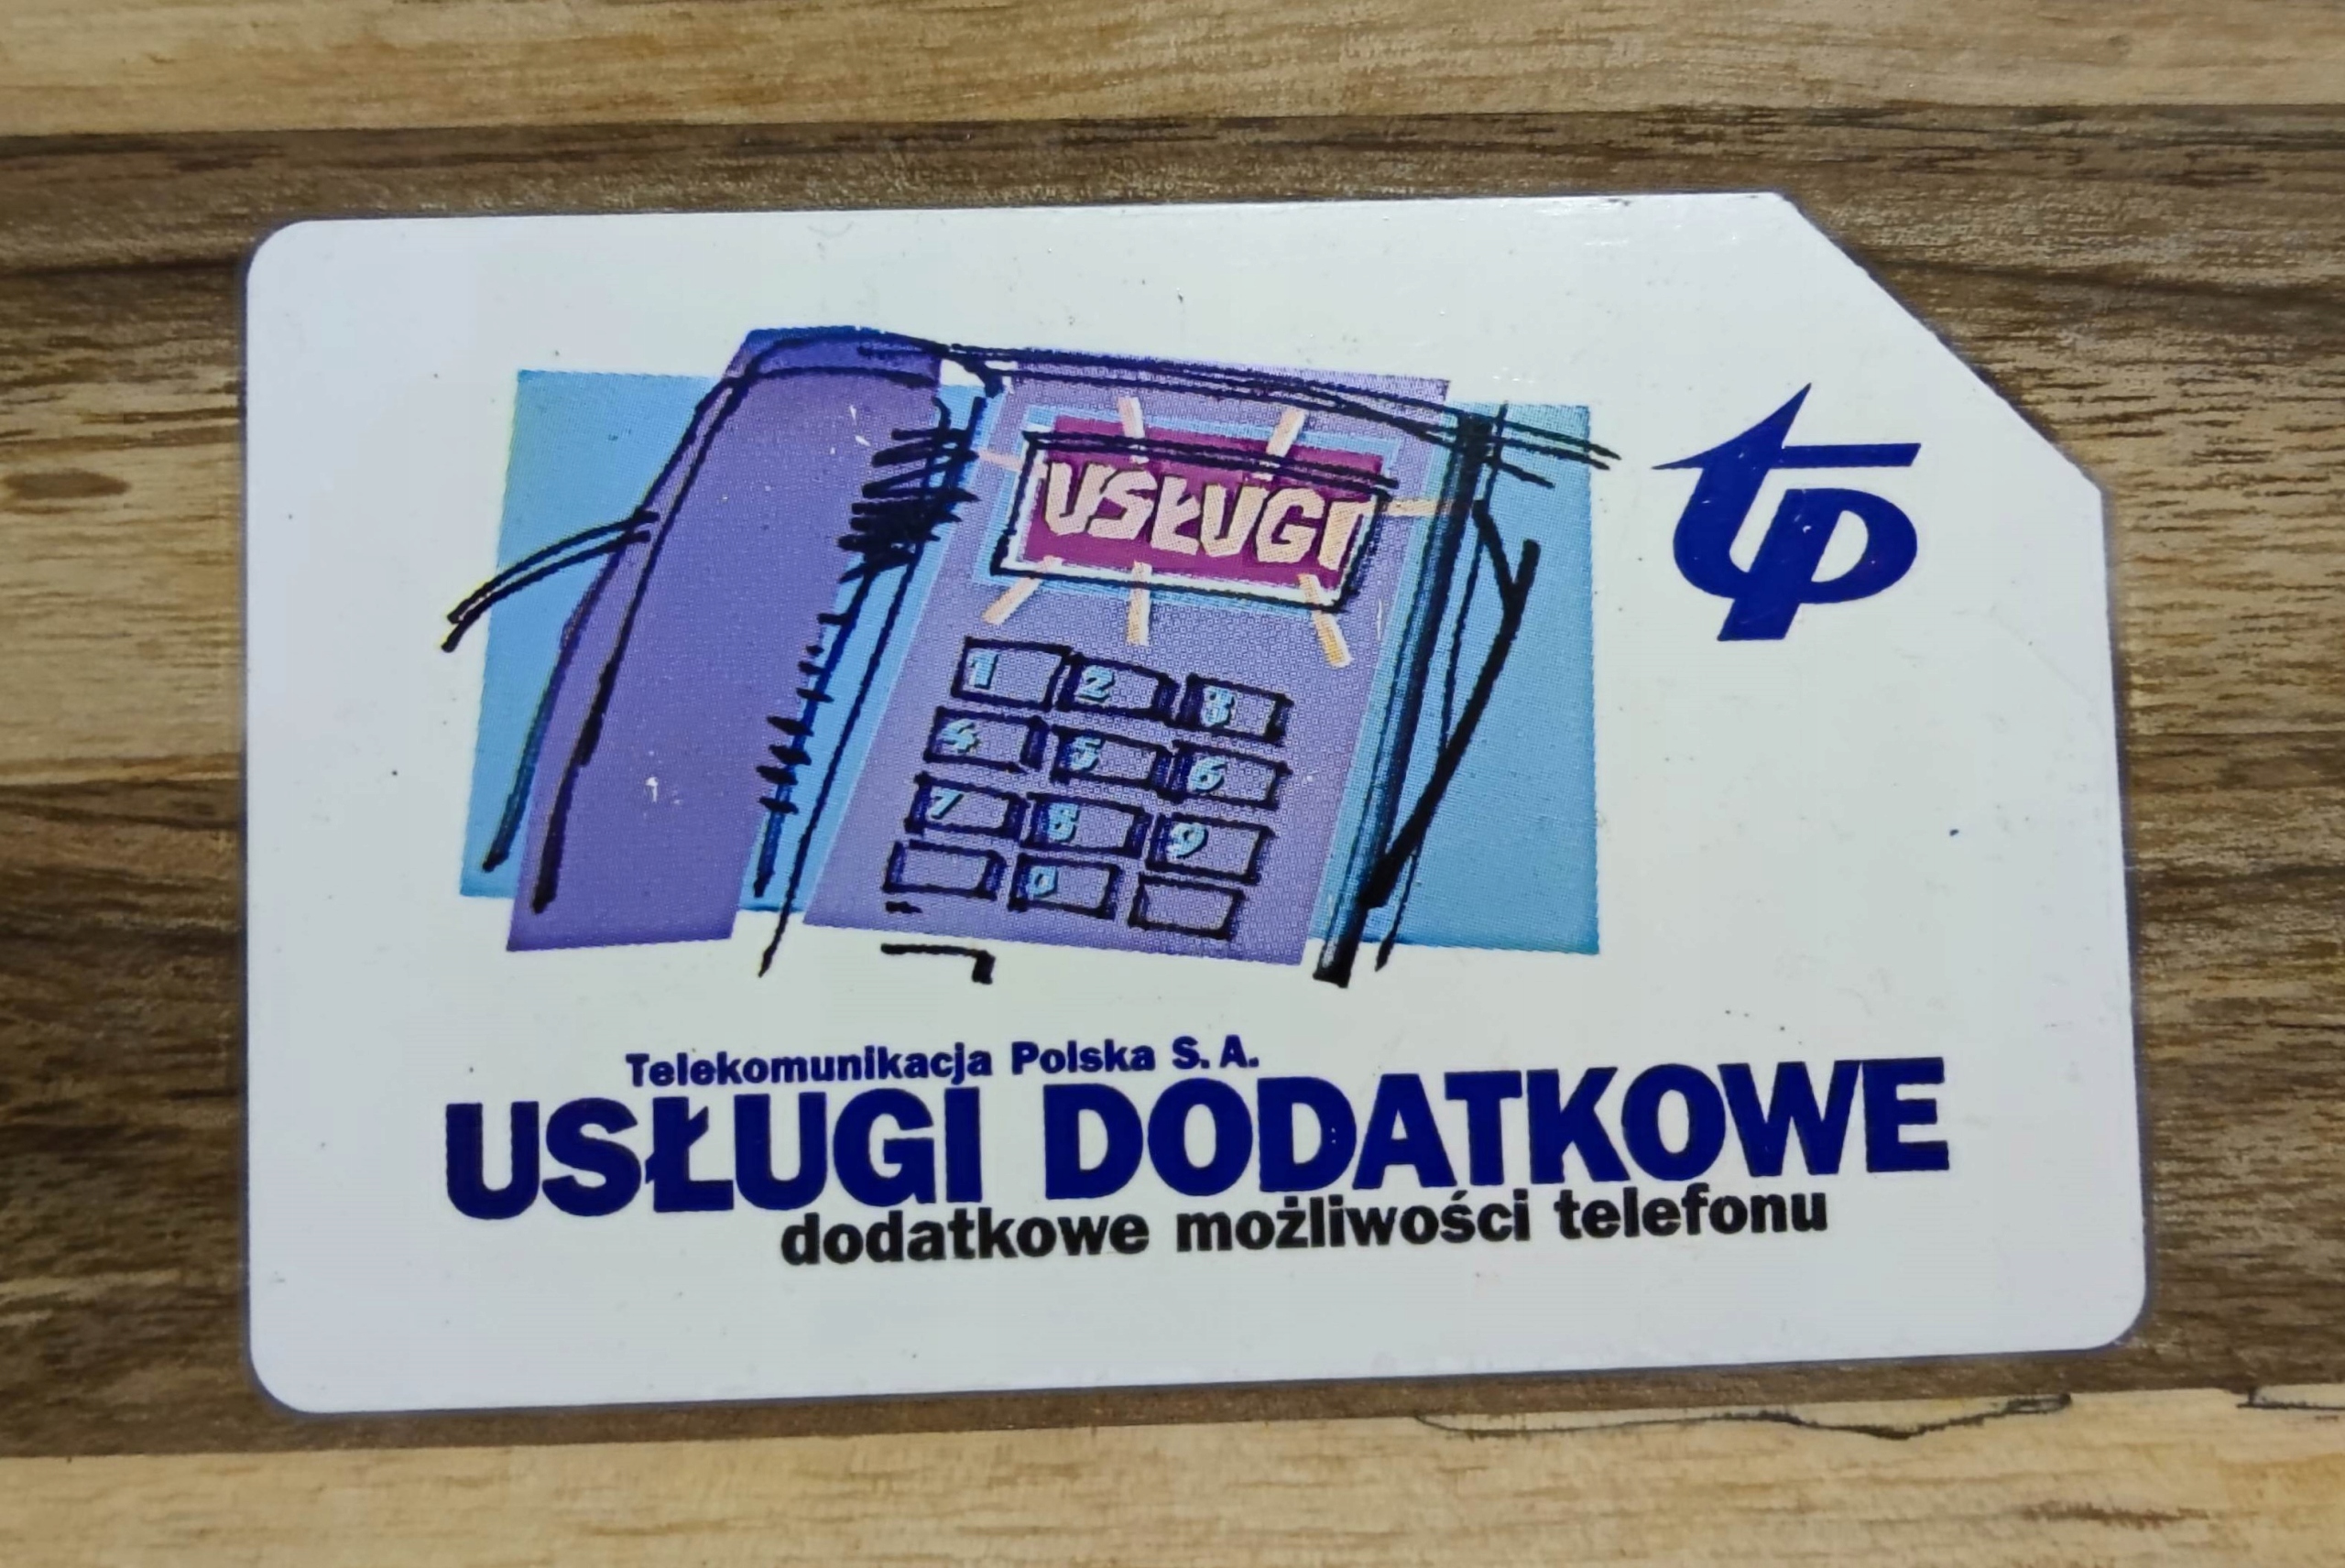 USŁUGI
tp
1 2 3
4 5 6
7 8 9
0
Telekomunikacja Polska S.A.
USŁUGI DODATKOWE
dodatkowe możliwości telefonu